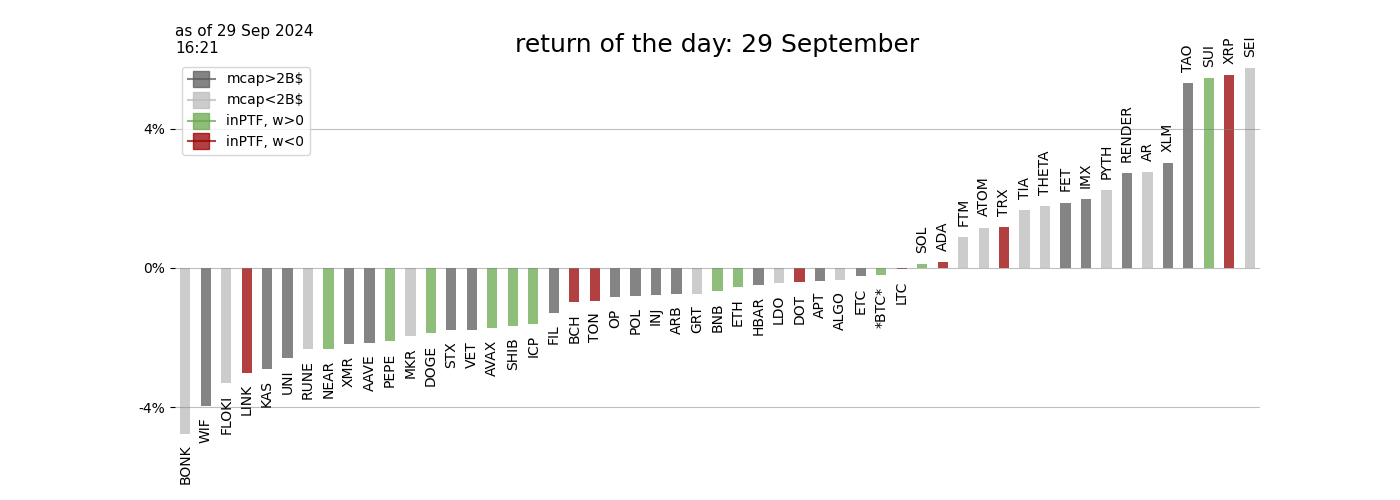 as of 29 Sep 2024
16:21
return of the day: 29 September
mcap>2B$
mcap<2B$
inPTF, w>0
inPTF, w<0
4%
0%
-4%
BONK
WIF
FLOKI
LINK
KAS
UNI
RUNE
NEAR
XMR
AAVE
PEPE
MKR
DOGE
STX
VET
AVAX
SHIB
ICP
FIL
BCH
TON
OP
POL
INJ
ARB
GRT
BNB
ETH
HBAR
LDO
DOT
APT
ALGO
ETC
*BTC*
LTC
SOL
ADA
FTM
ATOM
TRX
TIA
THETA
FET
IMX
PYTH
RENDER
AR
XLM
TAO
SUI
XRP
SEI